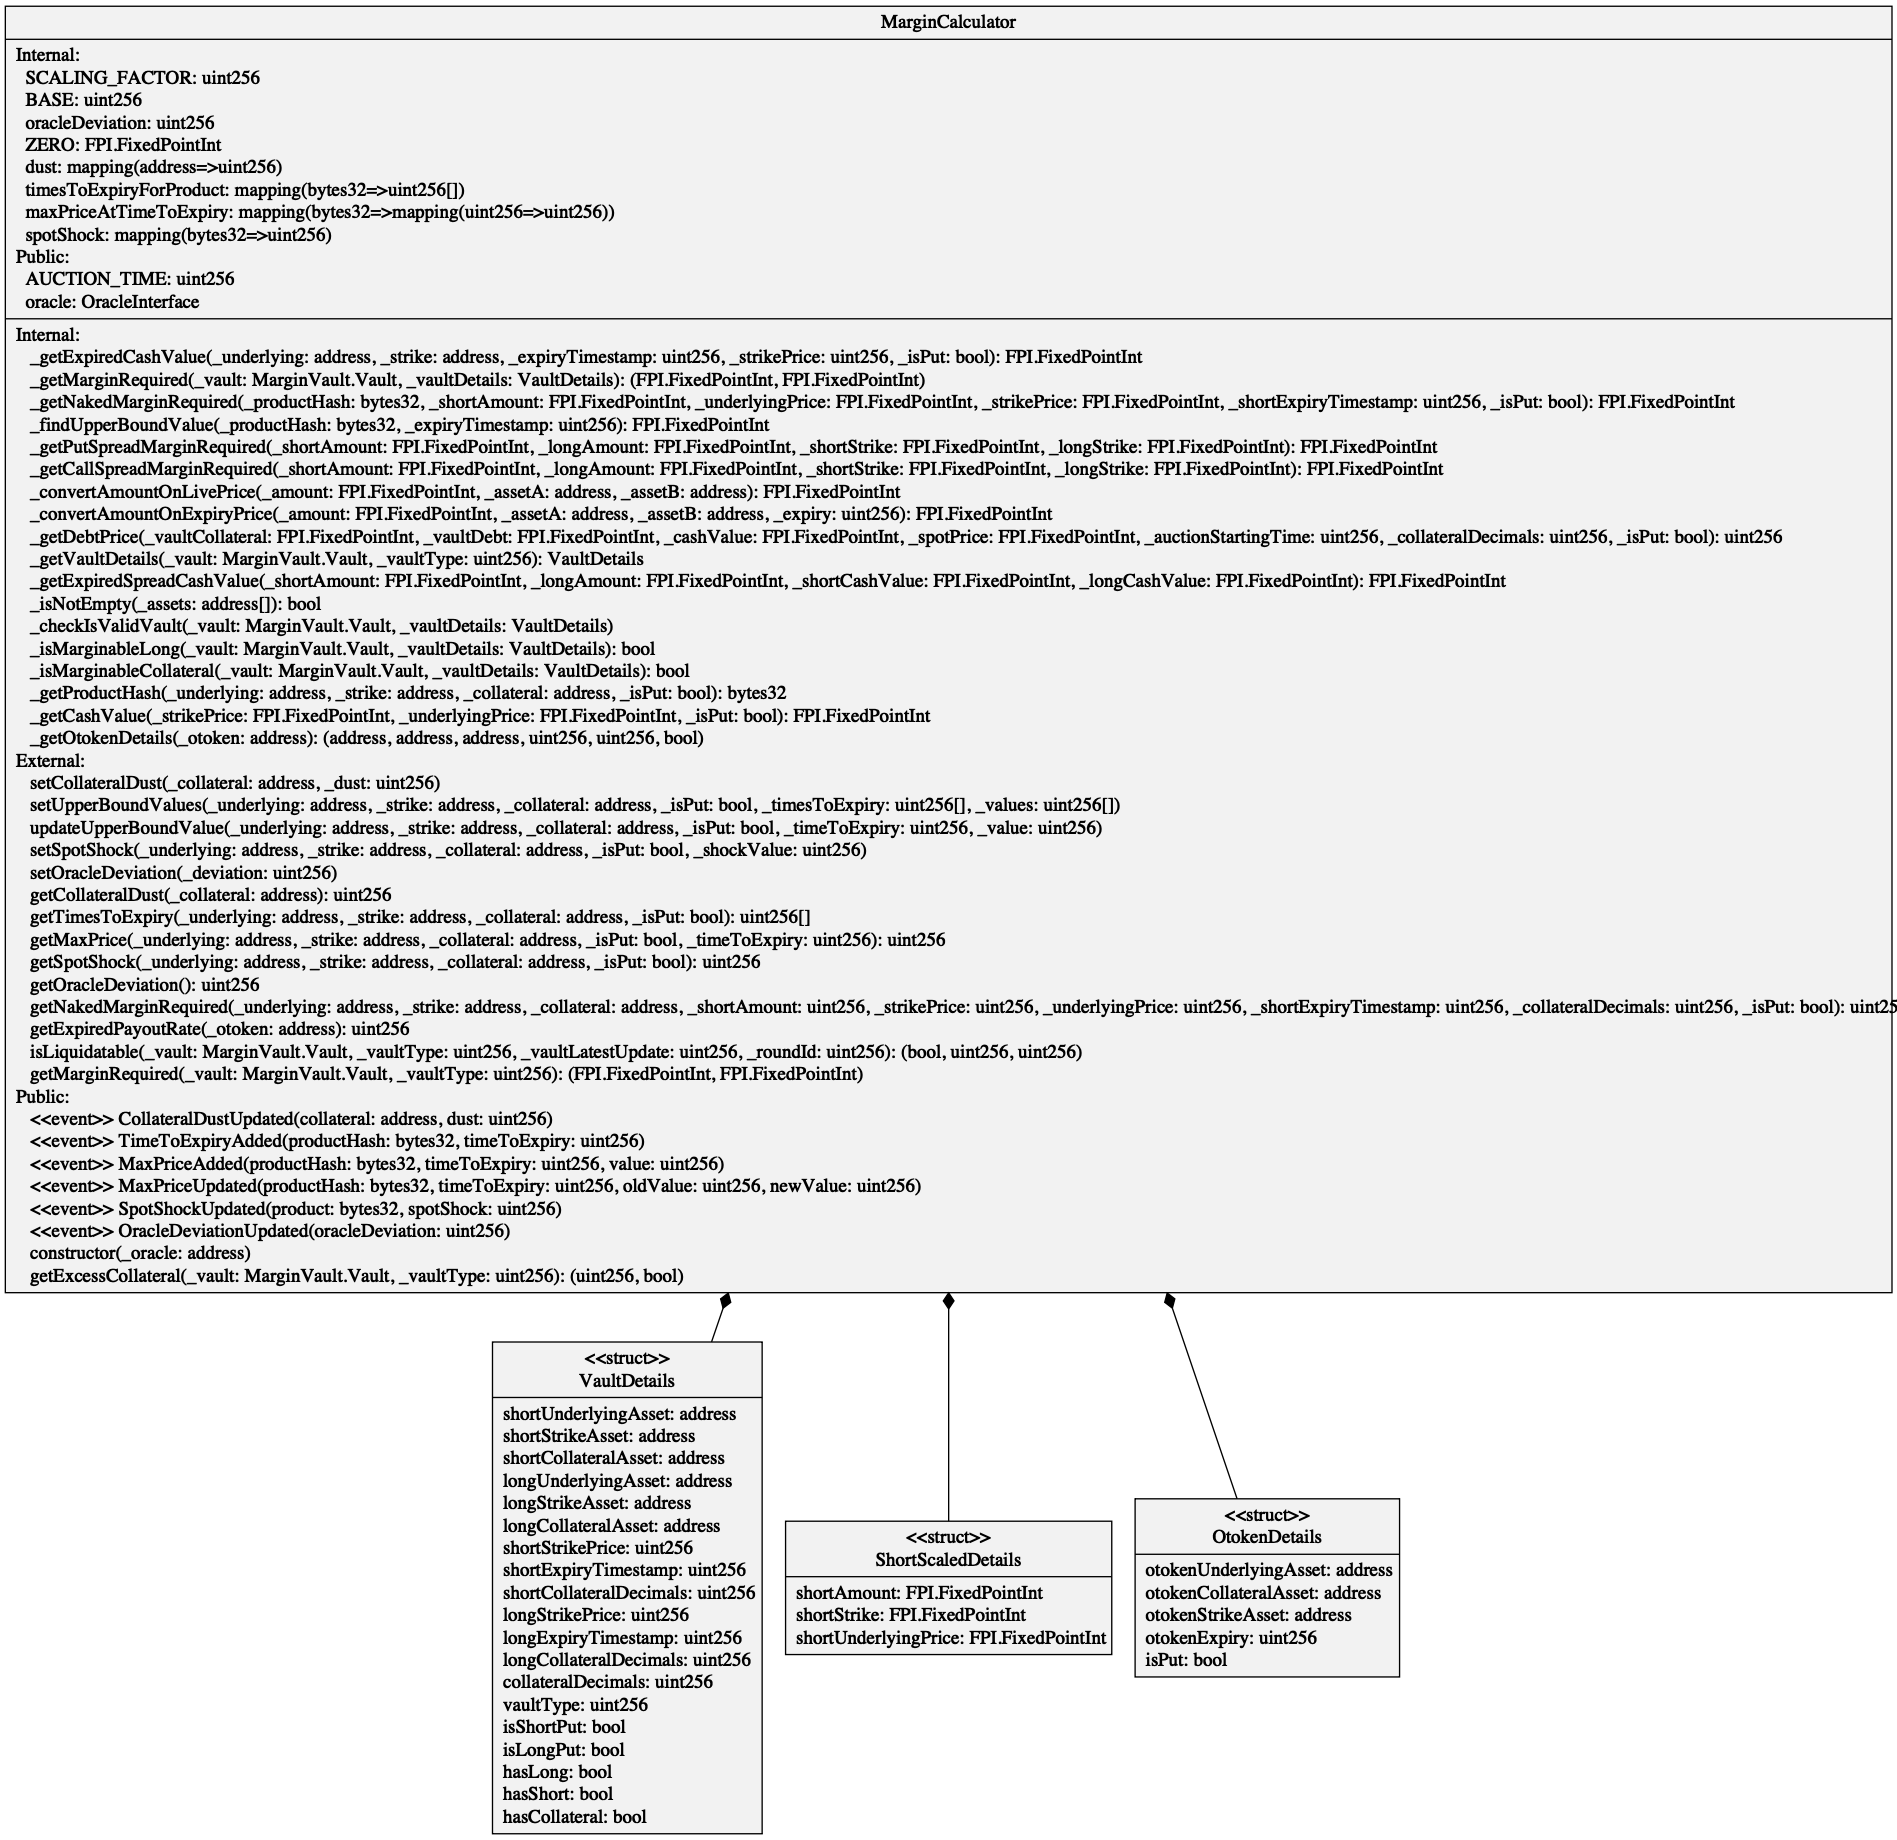 MarginCalculator
Internal:
SCALING_FACTOR: uint256
BASE: uint256
oracleDeviation: uint256
ZERO: FPI.FixedPointInt
dust: mapping(address=>uint256)
timesToExpiryForProduct: mapping(bytes32=>uint256[])
maxPriceAtTimeToExpiry: mapping(bytes32=>mapping(uint256=>uint256))
spotShock: mapping(bytes32=>uint256)
Public:
AUCTION_TIME: uint256
oracle: OracleInterface
Internal:
_getExpiredCashValue(_underlying: address, _strike: address, _expiryTimestamp: uint256, _strikePrice: uint256, _isPut: bool): FPI.FixedPointInt
_getMarginRequired(_vault: MarginVault.Vault, _vaultDetails: VaultDetails): (FPI.FixedPointInt, FPI.FixedPointInt)
_getNakedMarginRequired(_productHash: bytes32, _shortAmount: FPI.FixedPointInt, _underlyingPrice: FPI.FixedPointInt, _strikePrice: FPI.FixedPointInt, _shortExpiryTimestamp: uint256, _isPut: bool): FPI.FixedPointInt
_findUpperBoundValue(_productHash: bytes32, _expiryTimestamp: uint256): FPI.FixedPointInt
_getPutSpreadMarginRequired(_shortAmount: FPI.FixedPointInt, _longAmount: FPI.FixedPointInt, _shortStrike: FPI.FixedPointInt, _longStrike: FPI.FixedPointInt): FPI.FixedPointInt
_getCallSpreadMarginRequired(_shortAmount: FPI.FixedPointInt, _longAmount: FPI.FixedPointInt, _shortStrike: FPI.FixedPointInt, _longStrike: FPI.FixedPointInt): FPI.FixedPointInt
_convertAmountOnLivePrice(_amount: FPI.FixedPointInt, _assetA: address, _assetB: address): FPI.FixedPointInt
_convertAmountOnExpiryPrice(_amount: FPI.FixedPointInt, _assetA: address, _assetB: address, _expiry: uint256): FPI.FixedPointInt
_getDebtPrice(_vaultCollateral: FPI.FixedPointInt, _vaultDebt: FPI.FixedPointInt, _cashValue: FPI.FixedPointInt, _spotPrice: FPI.FixedPointInt, _auctionStartingTime: uint256, _collateralDecimals: uint256, _isPut: bool): uint256
_getVaultDetails(_vault: MarginVault.Vault, _vaultType: uint256): VaultDetails
_getExpiredSpreadCashValue(_shortAmount: FPI.FixedPointInt, _longAmount: FPI.FixedPointInt, _shortCashValue: FPI.FixedPointInt, _longCashValue: FPI.FixedPointInt): FPI.FixedPointInt
_isNotEmpty(_assets: address[]): bool
_checkIsValidVault(_vault: MarginVault.Vault, _vaultDetails: VaultDetails)
_isMarginableLong(_vault: MarginVault.Vault, _vaultDetails: VaultDetails): bool
_isMarginableCollateral(_vault: MarginVault.Vault, _vaultDetails: VaultDetails): bool
_getProductHash(_underlying: address, _strike: address, _collateral: address, _isPut: bool): bytes32
_getCashValue(_strikePrice: FPI.FixedPointInt, _underlyingPrice: FPI.FixedPointInt, _isPut: bool): FPI.FixedPointInt
_getOtokenDetails(_otoken: address): (address, address, address, uint256, uint256, bool)
External:
setCollateralDust(_collateral: address, _dust: uint256)
setUpperBoundValues(_underlying: address, _strike: address, _collateral: address, _isPut: bool, _timesToExpiry: uint256[], _values: uint256[])
updateUpperBoundValue(_underlying: address, _strike: address, _collateral: address, _isPut: bool, _timeToExpiry: uint256, _value: uint256)
setSpotShock(_underlying: address, _strike: address, _collateral: address, _isPut: bool, _shockValue: uint256)
setOracleDeviation(_deviation: uint256)
getCollateralDust(_collateral: address): uint256
getTimesToExpiry(_underlying: address, _strike: address, _collateral: address, _isPut: bool): uint256[]
getMaxPrice(_underlying: address, _strike: address, _collateral: address, _isPut: bool, _timeToExpiry: uint256): uint256
getSpotShock(_underlying: address, _strike: address, _collateral: address, _isPut: bool): uint256
getOracleDeviation(): uint256
getNakedMarginRequired(_underlying: address, _strike: address, _collateral: address, _shortAmount: uint256, _strikePrice: uint256, _underlyingPrice: uint256, _shortExpiryTimestamp: uint256, _collateralDecimals: uint256, _isPut: bool): uint25
getExpiredPayoutRate(_otoken: address): uint256
isLiquidatable(_vault: MarginVault.Vault, _vaultType: uint256, _vaultLatestUpdate: uint256, _roundId: uint256): (bool, uint256, uint256)
getMarginRequired(_vault: MarginVault.Vault, _vaultType: uint256): (FPI.FixedPointInt, FPI.FixedPointInt)
Public:
<<event>> CollateralDustUpdated(collateral: address, dust: uint256)
<<event>> TimeToExpiryAdded(productHash: bytes32, timeToExpiry: uint256)
<<event>> MaxPriceAdded(productHash: bytes32, timeToExpiry: uint256, value: uint256)
<<event>> MaxPriceUpdated(productHash: bytes32, timeToExpiry: uint256, oldValue: uint256, newValue: uint256)
<<event>> SpotShockUpdated(product: bytes32, spotShock: uint256)
<<event>> OracleDeviationUpdated(oracleDeviation: uint256)
constructor(_oracle: address)
getExcessCollateral(_vault: MarginVault.Vault, _vaultType: uint256): (uint256, bool)
<<struct>>
VaultDetails
shortUnderlyingAsset: address
shortStrikeAsset: address
shortCollateralAsset: address
longUnderlyingAsset: address
longStrikeAsset: address
longCollateralAsset: address
shortStrikePrice: uint256
shortExpiryTimestamp: uint256
shortCollateralDecimals: uint256
longStrikePrice: uint256
longExpiryTimestamp: uint256
longCollateralDecimals: uint256
collateralDecimals: uint256
vaultType: uint256
isShortPut: bool
isLongPut: bool
hasLong: bool
hasShort: bool
hasCollateral: bool
<<struct>>
ShortScaledDetails
shortAmount: FPI.FixedPointInt
shortStrike: FPI.FixedPointInt
shortUnderlyingPrice: FPI.FixedPointInt
<<struct>>
OtokenDetails
otokenUnderlyingAsset: address
otokenCollateralAsset: address
otokenStrikeAsset: address
otokenExpiry: uint256
isPut: bool